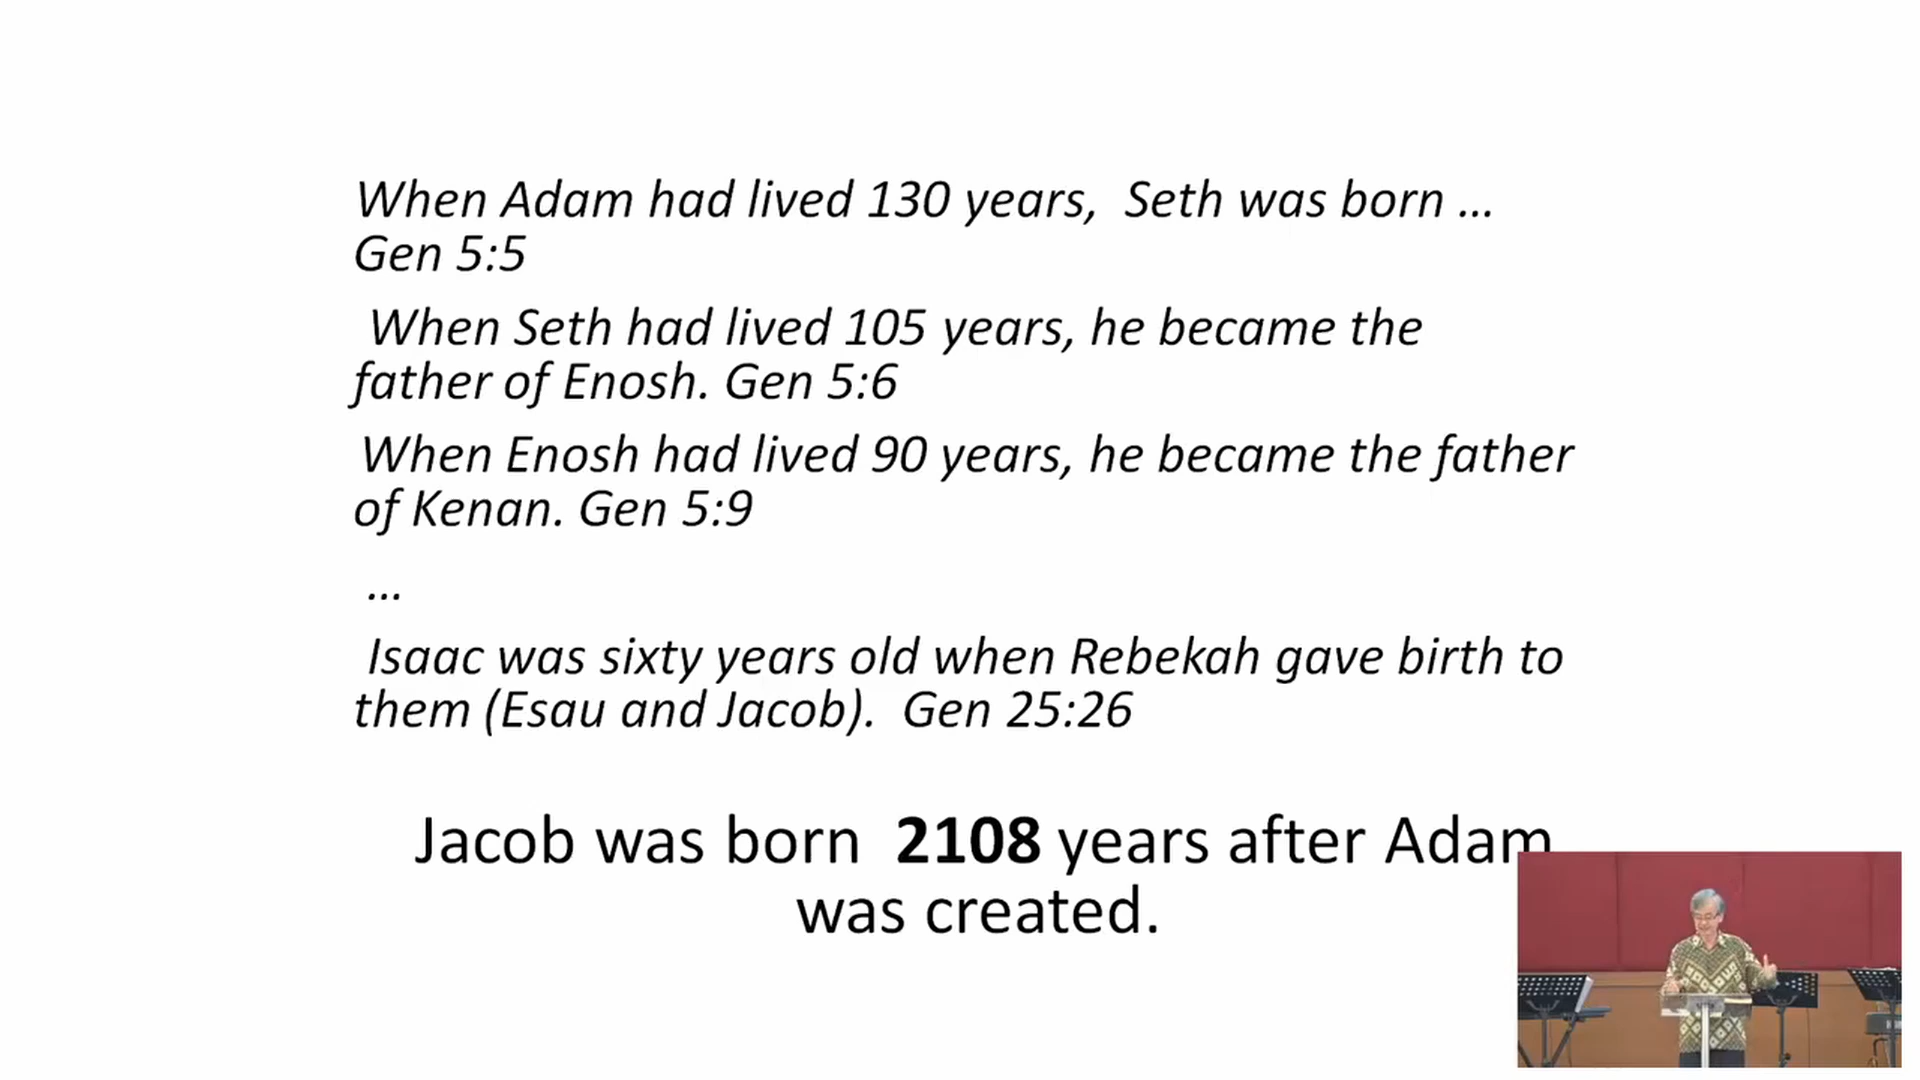 When Adam had lived 130 years,  Seth was born ...
Gen 5:5
When Seth had lived 105 years, he became the
father of Enosh. Gen 5:6
When Enosh had lived 90 years, he became the father
of Kenan. Gen 5:9
...
Isaac was sixty years old when Rebekah gave birth to
them (Esau and Jacob).  Gen 25:26
Jacob was born  2108 years after Adam
was created.